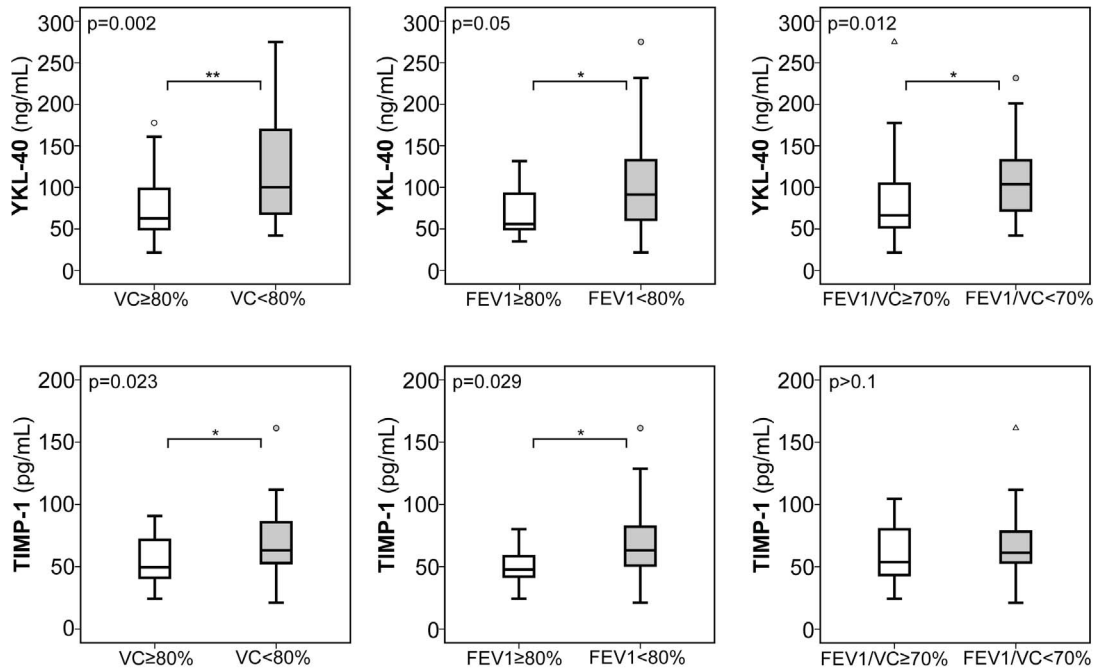 p=0.002
**
300
250
200
150
100
50
0
YKL-40 (ng/mL)
VC≥80% VC<80%
p=0.05
*
300
250
200
150
100
50
0
YKL-40 (ng/mL)
FEV1≥80% FEV1<80%
p=0.012
*
300
250
200
150
100
50
0
YKL-40 (ng/mL)
FEV1/VC≥70% FEV1/VC<70%
p=0.023
*
200
150
100
50
0
TIMP-1 (pg/mL)
VC≥80% VC<80%
p=0.029
*
200
150
100
50
0
TIMP-1 (pg/mL)
FEV1≥80% FEV1<80%
p>0.1
200
150
100
50
0
TIMP-1 (pg/mL)
FEV1/VC≥70% FEV1/VC<70%